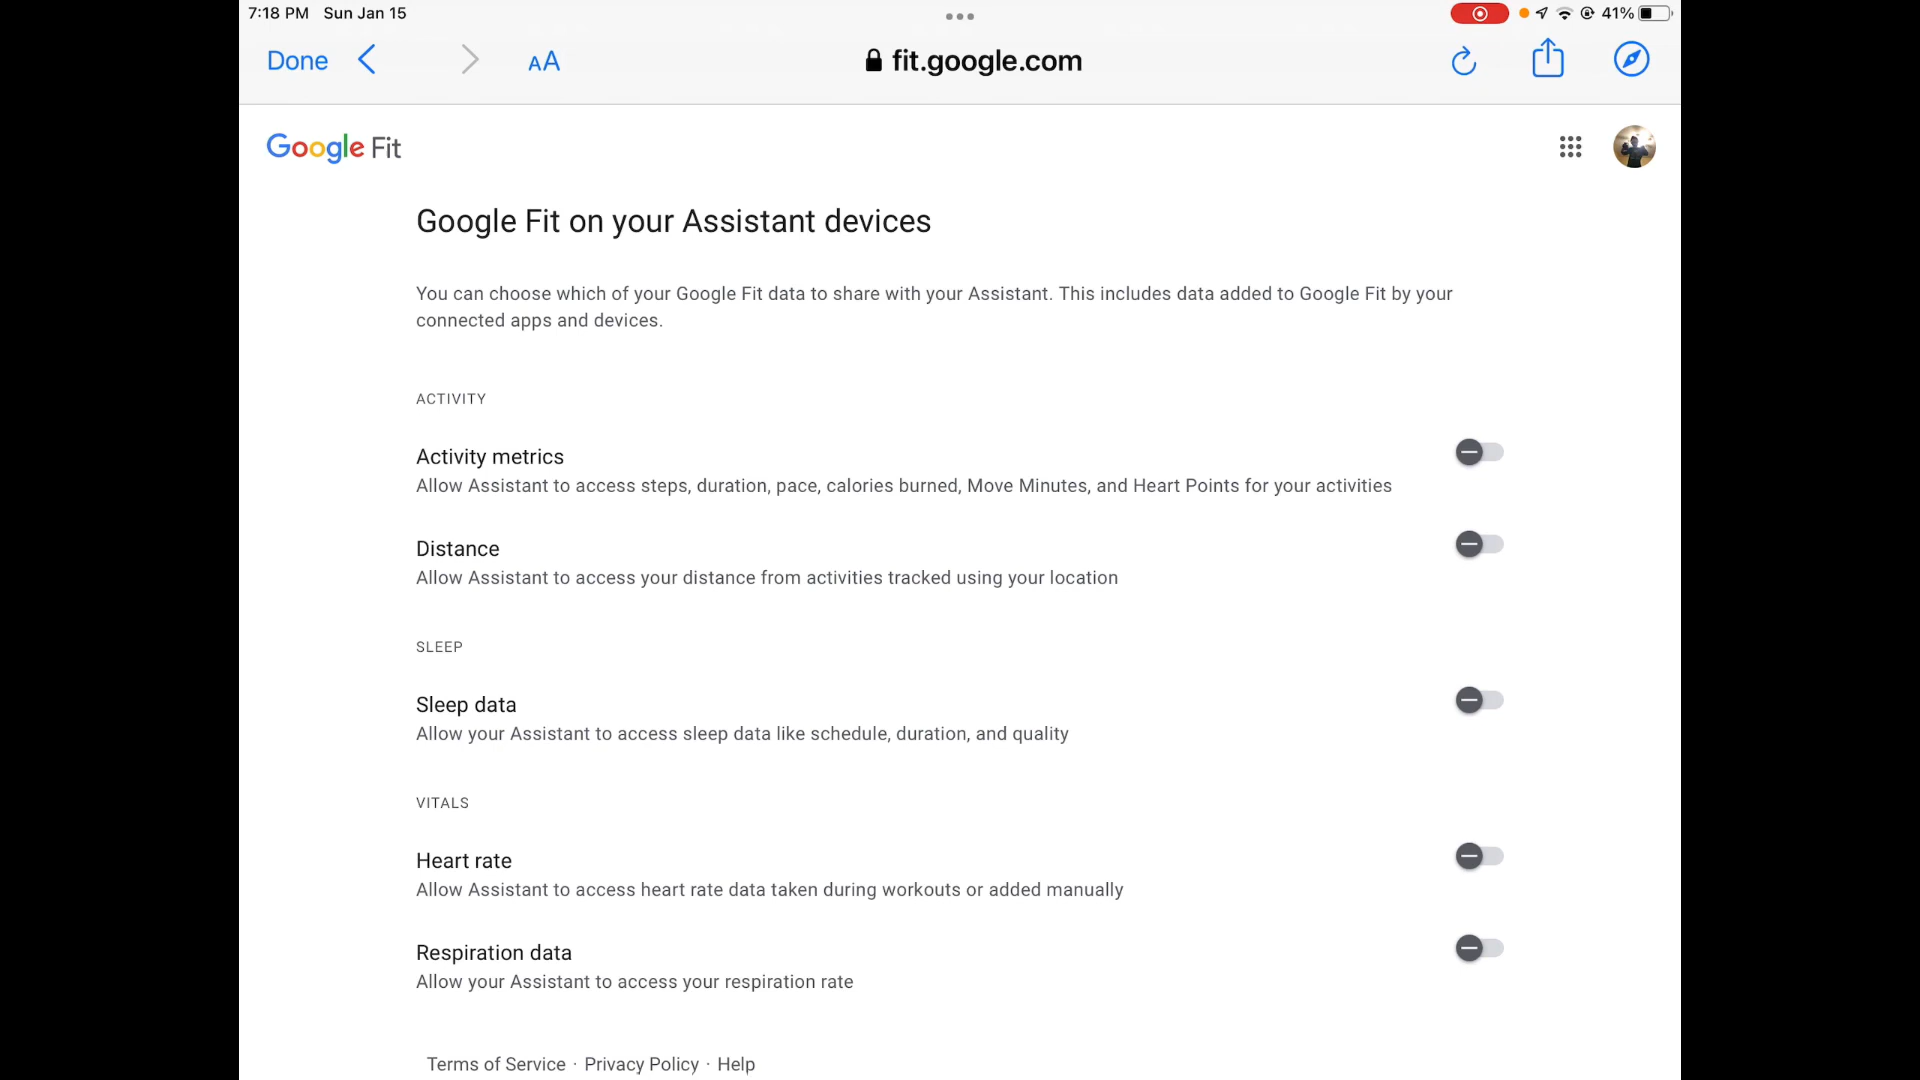 7:18 PM Sun Jan 15
41%
Done
AA
fit.google.com
Google Fit
Google Fit on your Assistant devices
You can choose which of your Google Fit data to share with your Assistant. This includes data added to Google Fit by your
connected apps and devices.
ACTIVITY
Activity metrics
Allow Assistant to access steps, duration, pace, calories burned, Move Minutes, and Heart Points for your activities
Distance
Allow Assistant to access your distance from activities tracked using your location
SLEEP
Sleep data
Allow your Assistant to access sleep data like schedule, duration, and quality
VITALS
Heart rate
Allow Assistant to access heart rate data taken during workouts or added manually
Respiration data
Allow your Assistant to access your respiration rate
Terms of Service · Privacy Policy · Help